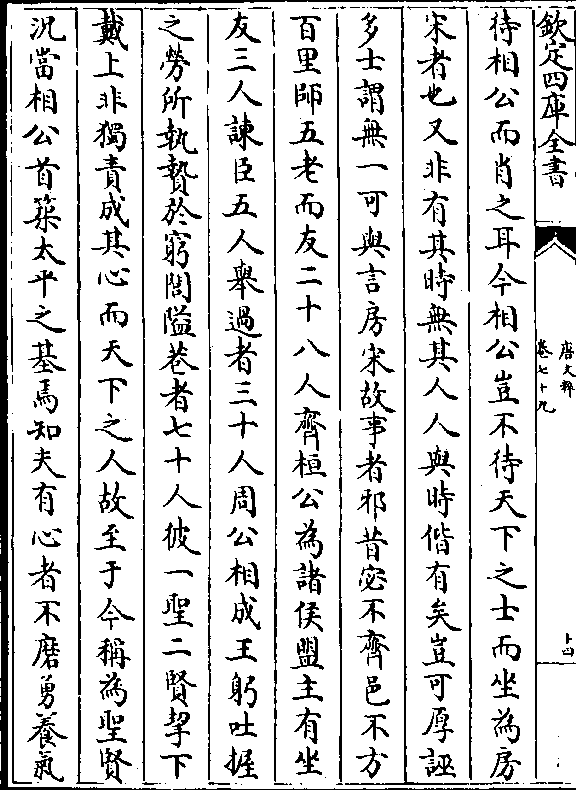 欽定四庫全書
唐文粹
卷七十九
待相公而肖之耳今相公豈不待天下之士而坐為房
宋者也又非有其時無其人人與時偕有矣豈可厚誣
多士謂無一可與言房宋故事者邪昔宓不齊邑不方
百里師五老而友二十八人齊桓公為諸侯盟主有坐
友三人諫臣五人舉過者三十人周公相成王躬吐握
之勞所執贄於窮閻隘巷者七十人彼一聖二賢挈下
戴上非獨責成其心而天下之人故至于今稱為聖賢
況當相公首築太平之基焉知夫有心者不磨勇養氣